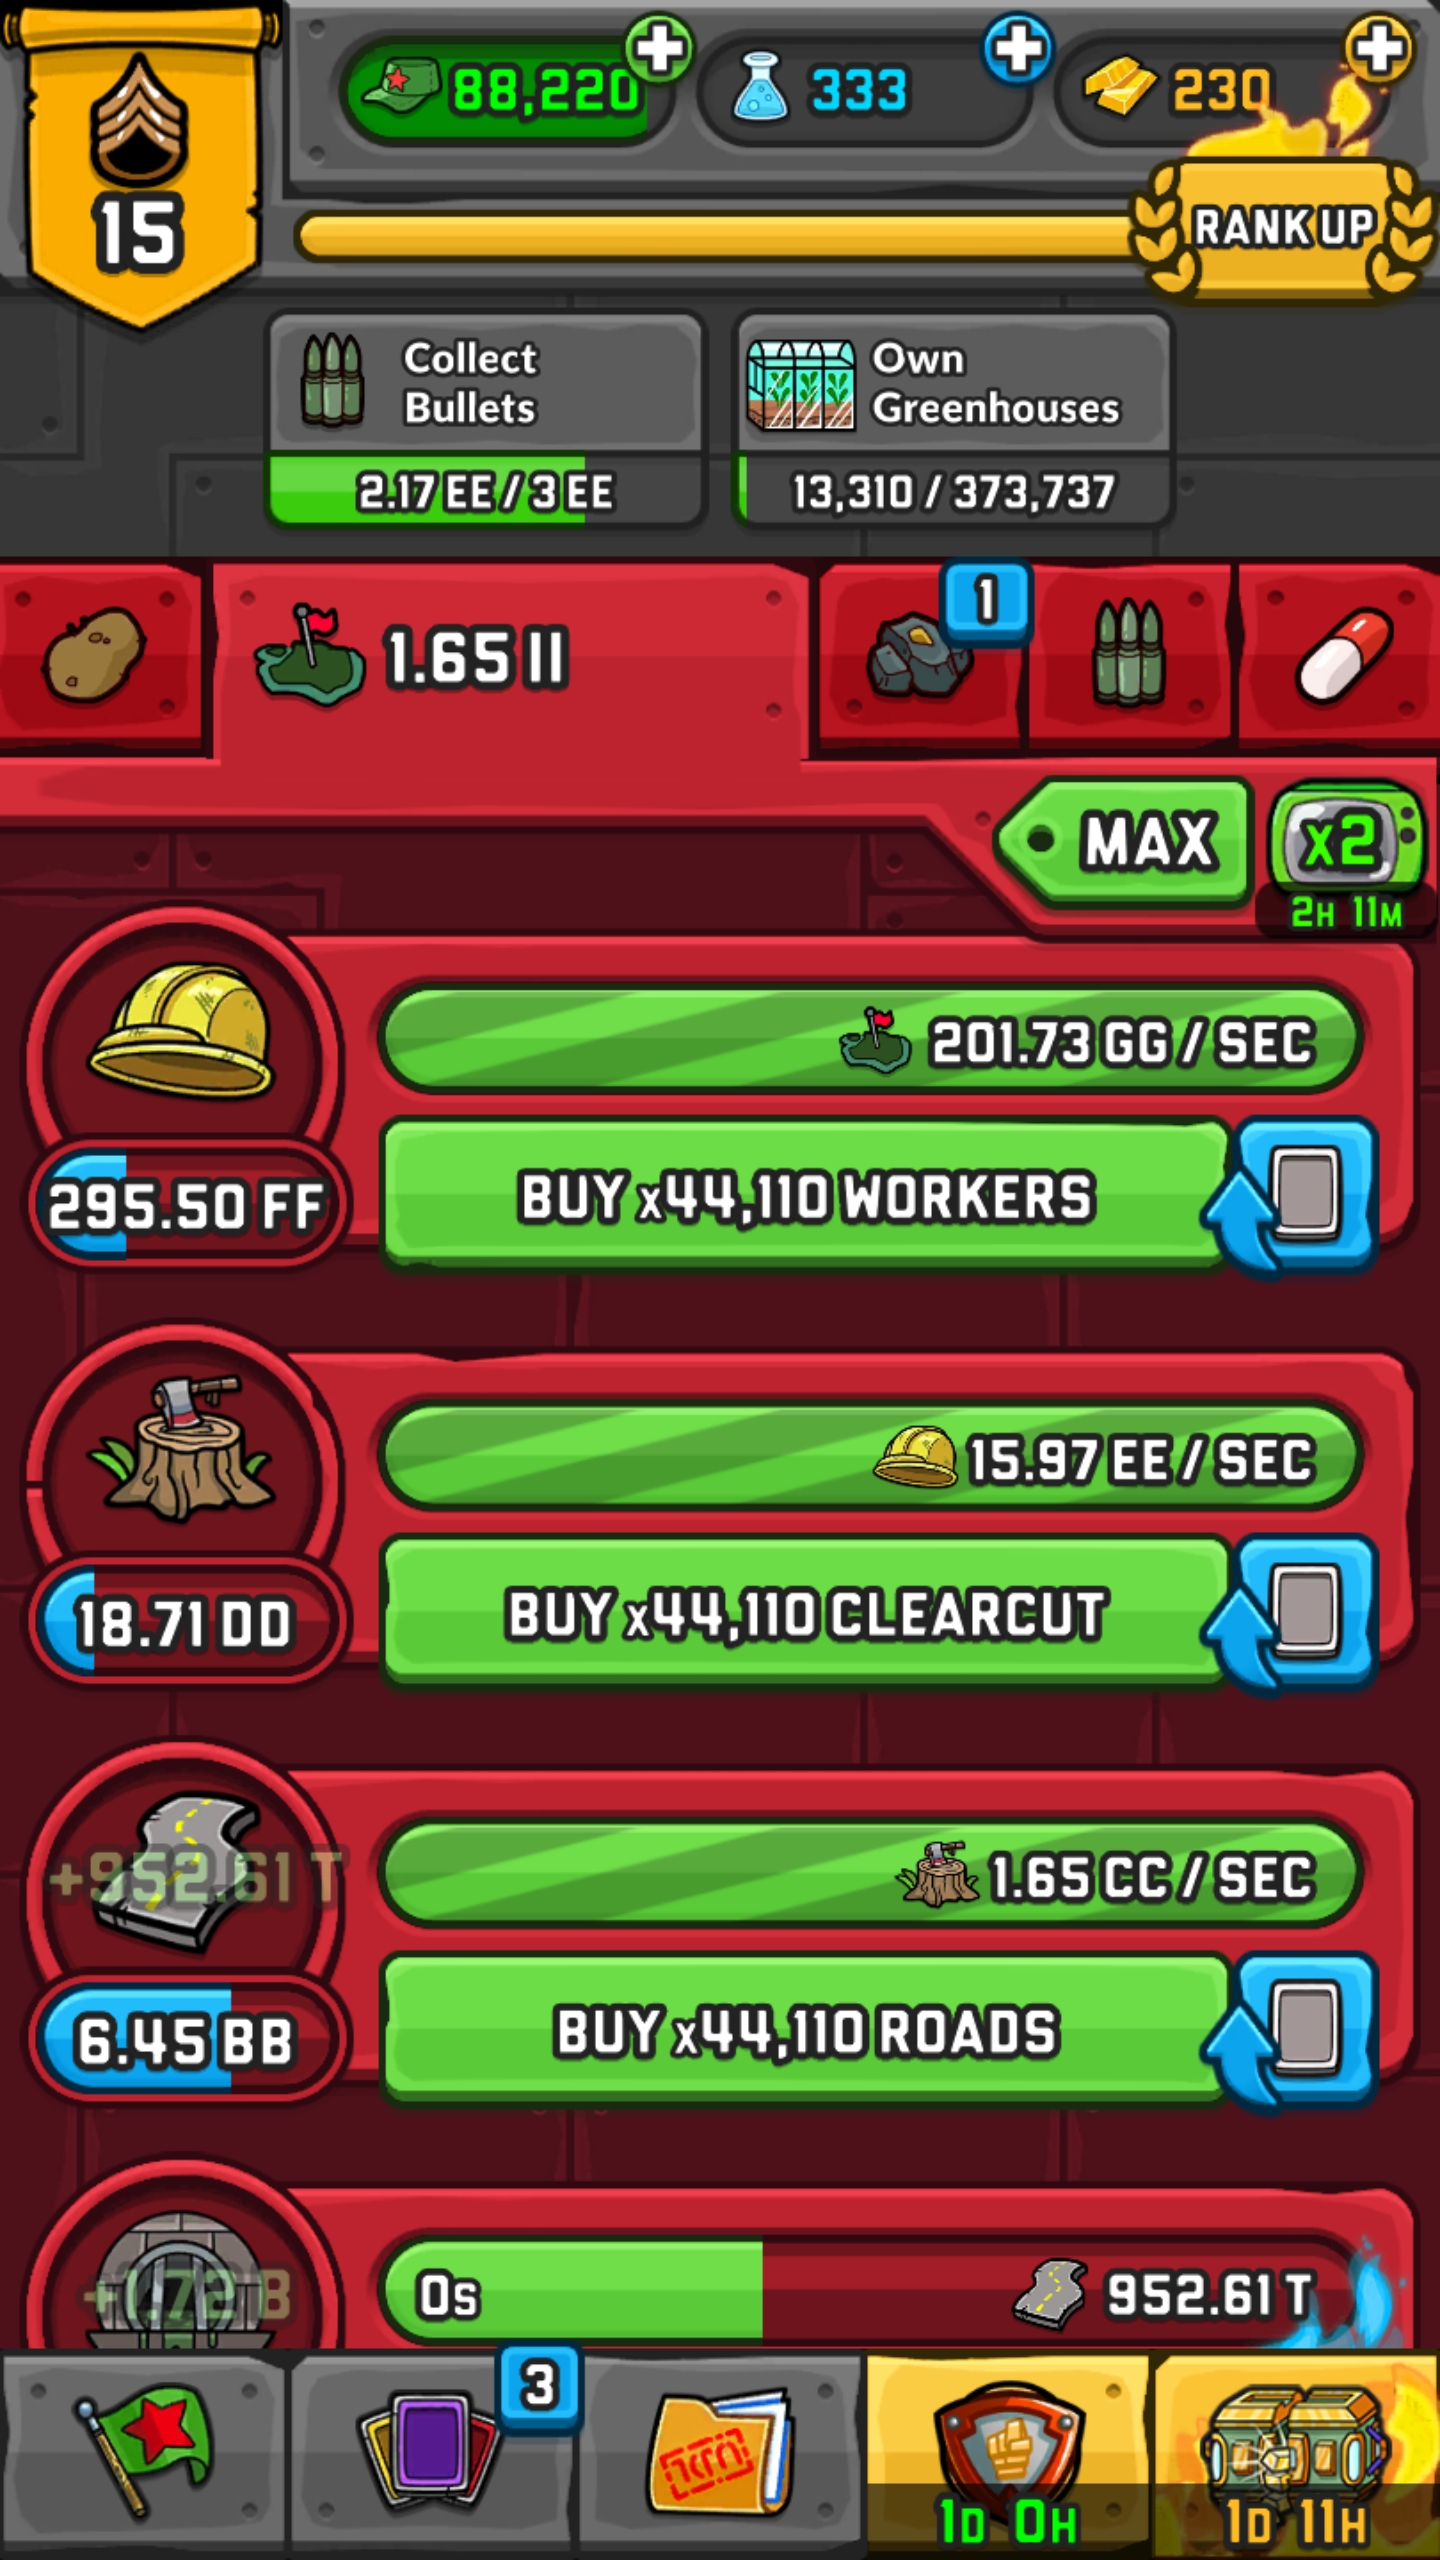 88,220
333
230
15
RANK UP
Collect
Bullets
2.17 EE / 3 EE
Own
Greenhouses
13,310 / 373,737
1.65 II
1
MAX
x2
2H 11M
201.73 GG / SEC
295.50 FF
BUY x44,110 WORKERS
15.97 EE / SEC
18.71 DD
BUY x44,110 CLEARCUT
+952.61 T
1.65 CC / SEC
6.45 BB
BUY x44,110 ROADS
+1.72 B
0s
952.61 T
3
1D 0H
1D 11H